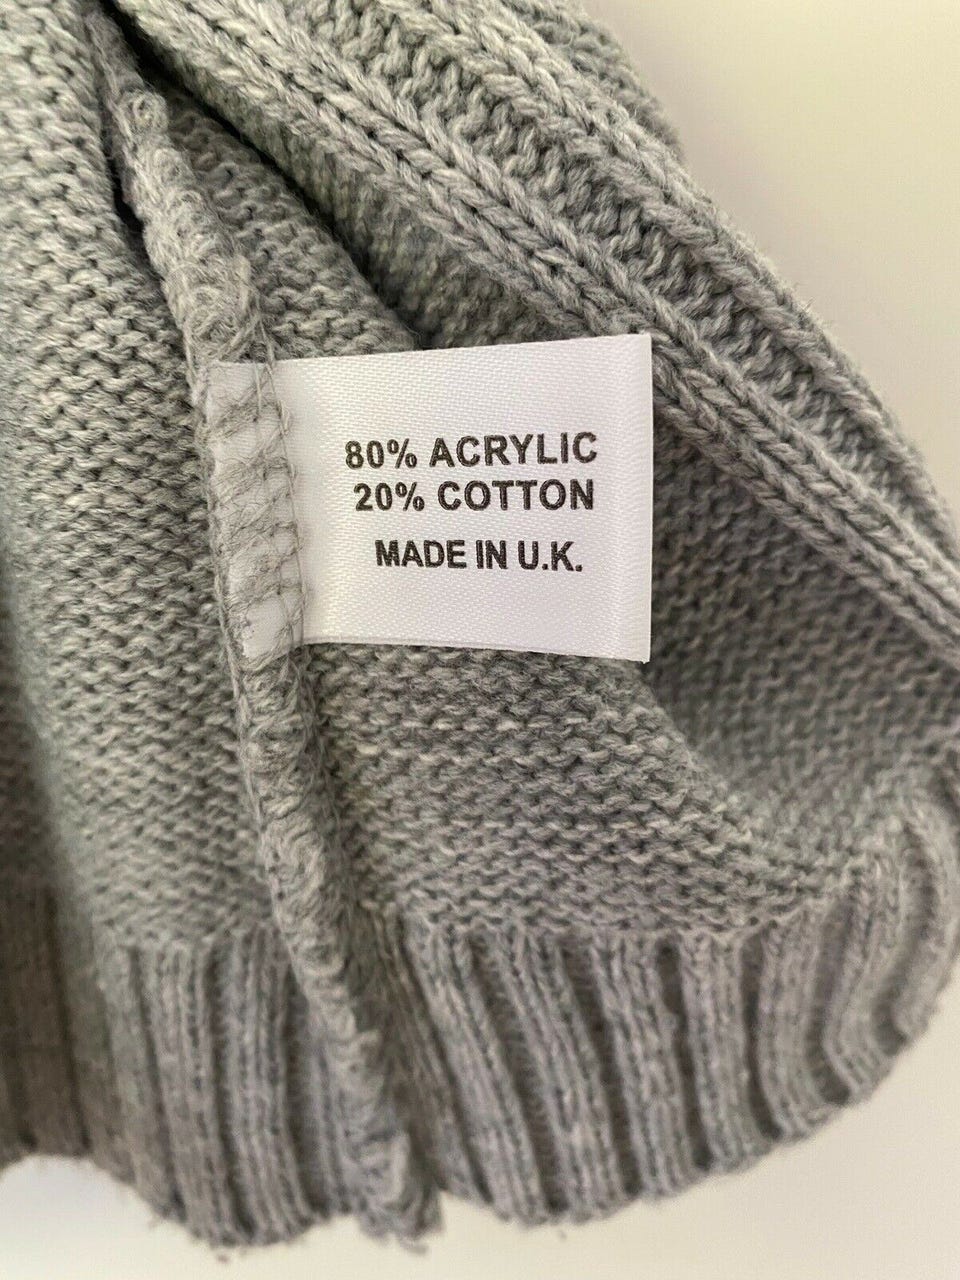 80% ACRYLIC
20% COTTON
MADE IN U.K.